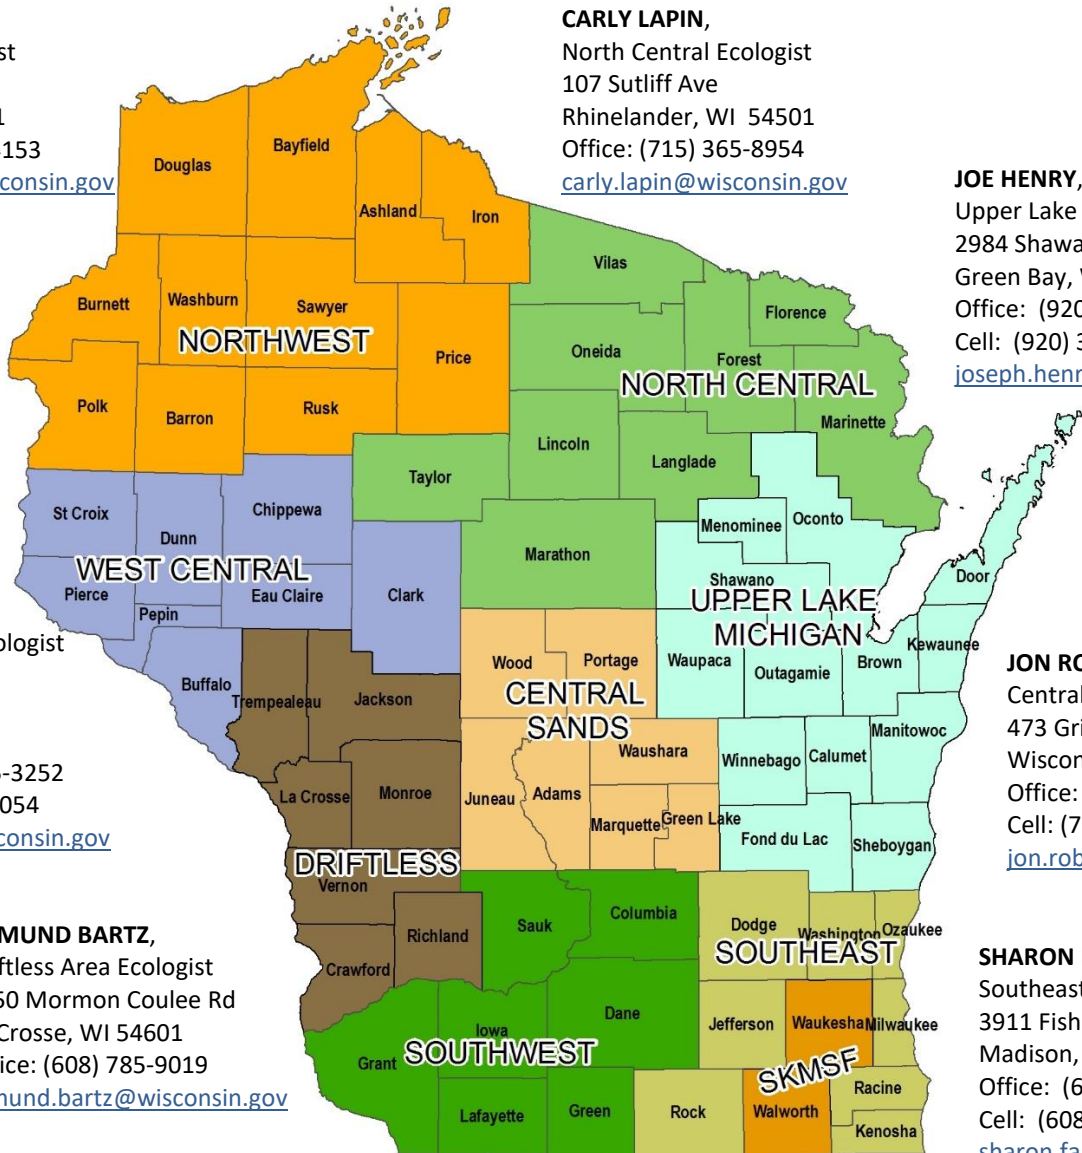 CARLY LAPIN,
North Central Ecologist
107 Sutliff Ave
Rhinelander, WI 54501
Office: (715) 365-8954
carly.lapin@wisconsin.gov
JOE HENRY,
Upper Lake
Green Bay,
Office: (920
Cell: (920) 3
Douglas
Bayfield
Ashland
Iron
Vilas
Burnett
Washburn
Sawyer
Florence
NORTHWEST
Price
Oneida
Forest
NORTH CENTRAL
Polk
Barron
Rusk
Marinette
Lincoln
Langlade
Taylor
St Croix
Chippewa
Menominee
Oconto
Dunn
Marathon
WEST CENTRAL
Shawano
Door
Pierce
Eau Claire
Clark
UPPER LAKE
MICHIGAN
Pepin
Kewaunee
Wood
Portage
Waupaca
Outagamie
Brown
Buffalo
Trempealeau
Jackson
CENTRAL
SANDS
Manitowoc
Waushara
Winnebago
Calumet
La Crosse
Monroe
Juneau
Adams
Marquette
Green Lake
Fond du Lac
Sheboygan
DRIFTLESS
Vernon
Richland
Sauk
Columbia
Dodge
Washington
Ozaukee
SOUTHEAST
Crawford
Iowa
Dane
Jefferson
Waukesha
Milwaukee
Grant
SOUTHWEST
SKMSF
Racine
Lafayette
Green
Rock
Walworth
Kenosha
153
consin.gov
ologist
-3252
054
consin.gov
MUND BARTZ,
ftless Area Ecologist
50 Mormon Coulee Rd
Crosse, WI 54601
ice: (608) 785-9019
mund.bartz@wisconsin.gov
JON RO
Central
473 Gri
Wiscon
Office:
Cell: (7
jon.rob
SHARON
Southeast
3911 Fish
Madison,
Office: (6
Cell: (608